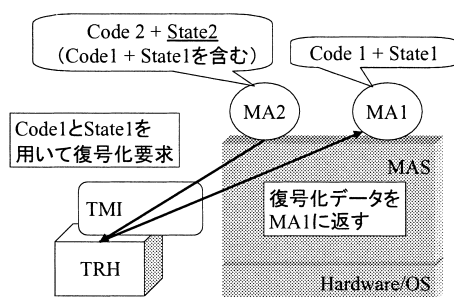 Code 2 + State2
（Code1 + State1を含む）
Code 1 + State1
MA2
MA1
Code1とState1を
用いて復号化要求
MAS
TMI
復号化データを
MA1に返す
TRH
Hardware/OS